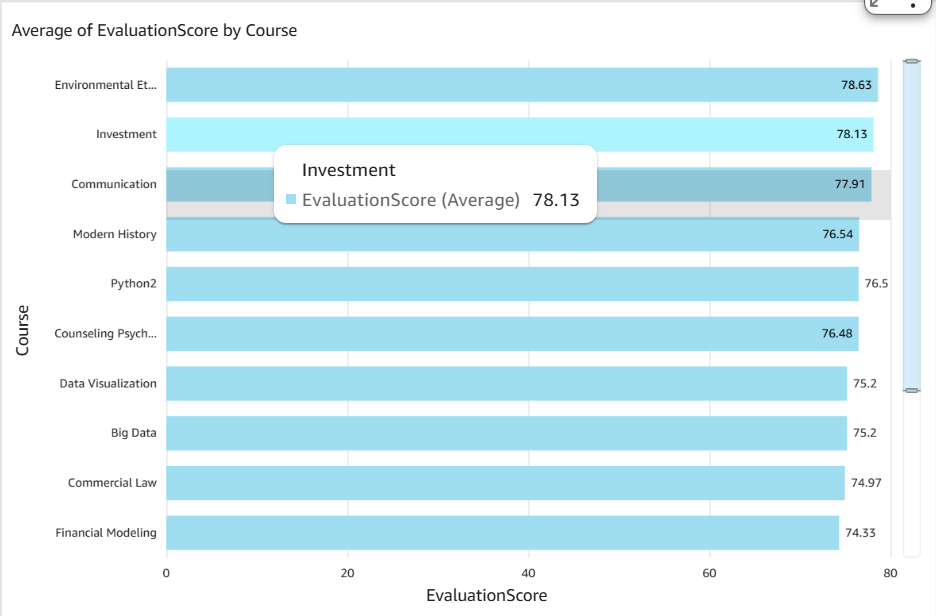 Average of EvaluationScore by Course
Environmental Et...
78.63
Investment
78.13
Investment
EvaluationScore (Average) 78.13
Communication
77.91
Modern History
76.54
Python2
76.5
Counseling Psych...
76.48
Data Visualization
75.2
Big Data
75.2
Commercial Law
74.97
Financial Modeling
74.33
Course
0 20 40 60 80
EvaluationScore